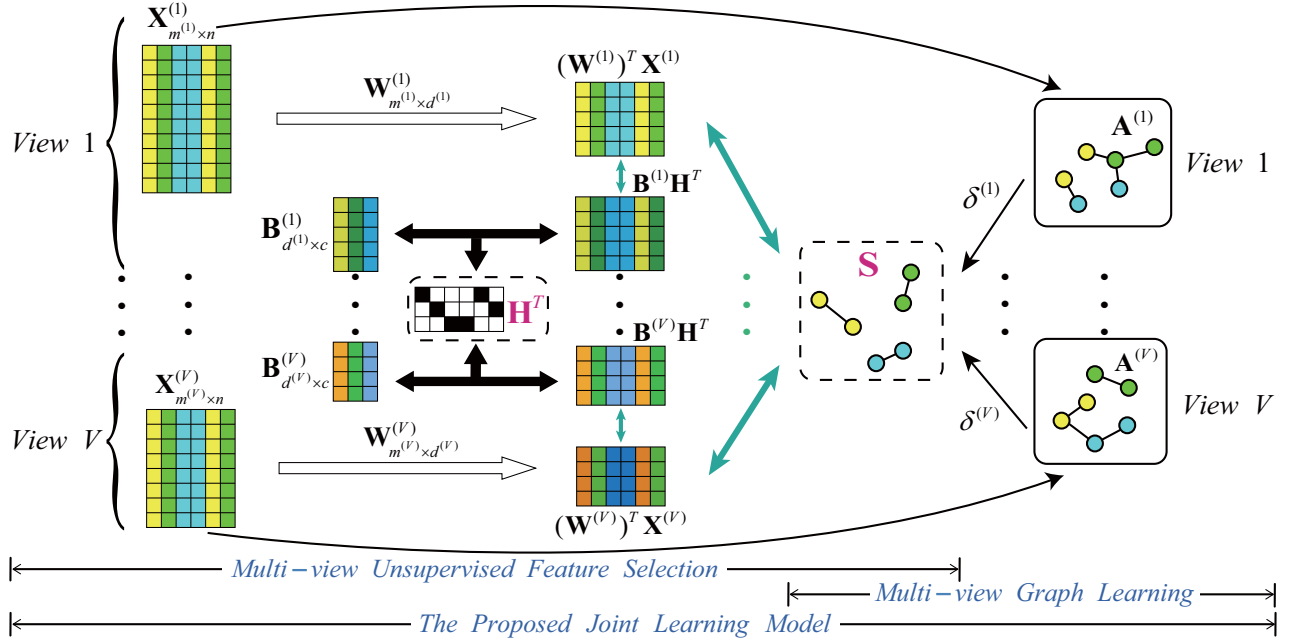 X^{(1)}_{m^{(1)}×n}
View 1
W^{(1)}_{m^{(1)}×d^{(1)}}
(W^{(1)})^T X^{(1)}
A^{(1)}
View 1
B^{(1)}H^T
B^{(1)}_{d^{(1)}×c}
δ^{(1)}
S
H^T
B^{(V)}H^T
B^{(V)}_{d^{(V)}×c}
A^{(V)}
X^{(V)}_{m^{(V)}×n}
View V
W^{(V)}_{m^{(V)}×d^{(V)}}
δ^{(V)}
View V
(W^{(V)})^T X^{(V)}
Multi−view Unsupervised Feature Selection
Multi−view Graph Learning
The Proposed Joint Learning Model